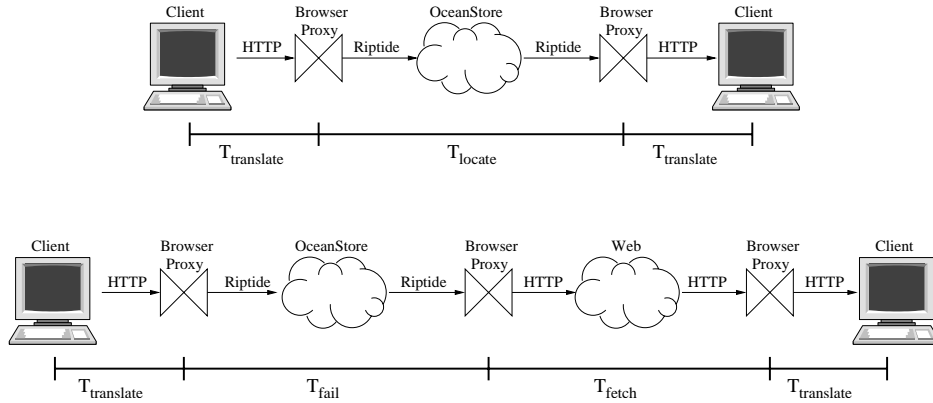 Client
Browser
Proxy
OceanStore
Browser
Proxy
Client
HTTP
Riptide
Riptide
HTTP
Ttranslate
Tlocate
Ttranslate
Client
Browser
Proxy
OceanStore
Browser
Proxy
Web
Browser
Proxy
Client
HTTP
Riptide
Riptide
HTTP
HTTP
HTTP
Ttranslate
Tfail
Tfetch
Ttranslate